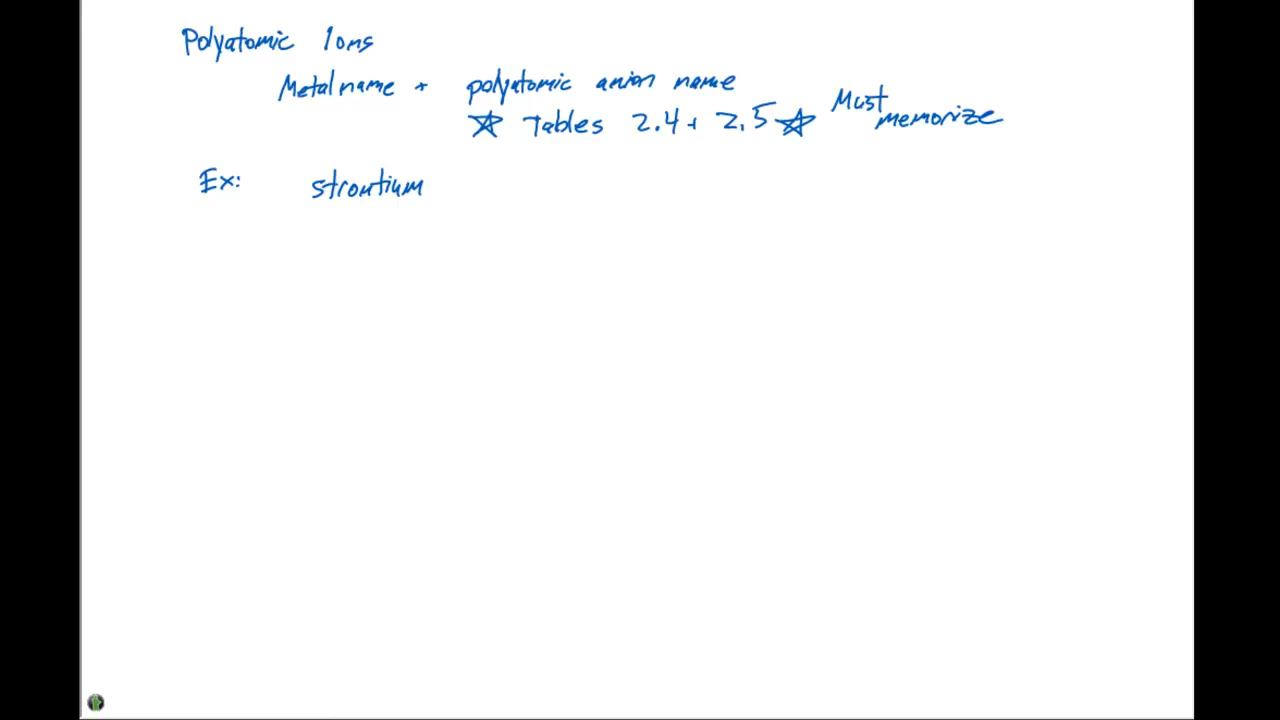 Polyatomic Ions
Metal name + polyatomic anion name
☆ Tables 2.4 + 2.5 ☆ Must memorize
Ex: strontium